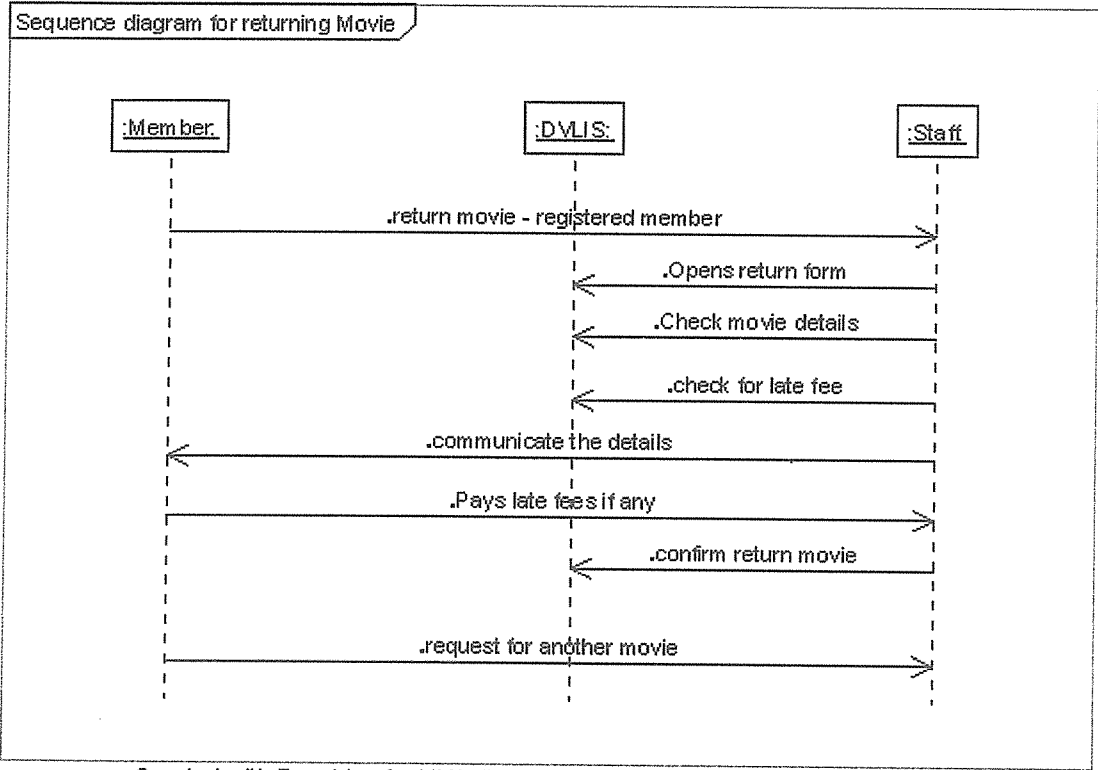 Sequence diagram for returning Movie
:Member: :DVLIS: :Staff
.return movie - registered member
.Opens return form
.Check movie details
.check for late fee
.communicate the details
.Pays late fees if any
.confirm return movie
.request for another movie